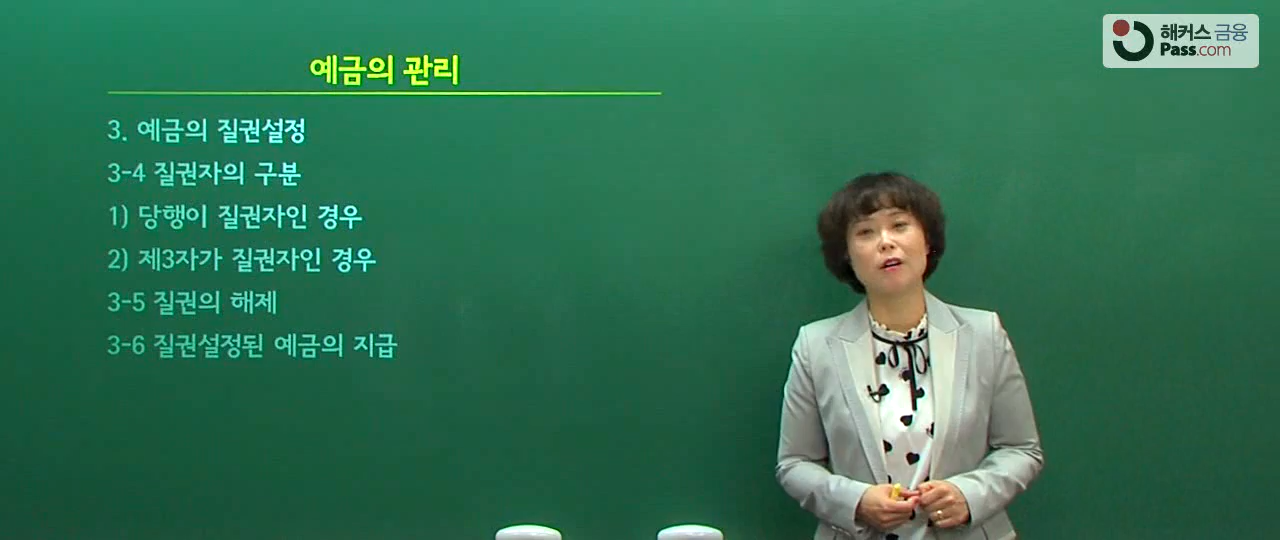 해커스 금융
Pass.com
예금의 관리
3. 예금의 질권설정
3-4 질권자의 구분
1) 당행이 질권자인 경우
2) 제3자가 질권자인 경우
3-5 질권의 해제
3-6 질권설정된 예금의 지급